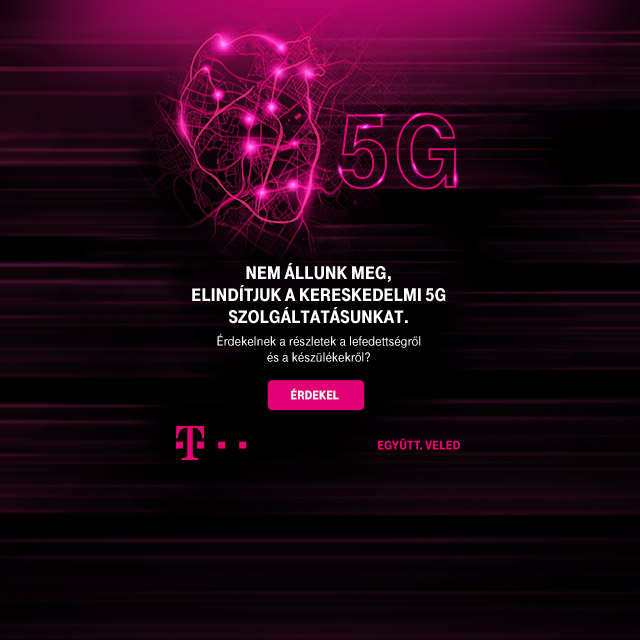 5G
NEM ÁLLUNK MEG,
ELINDÍTJUK A KERESKEDELMI 5G
SZOLGÁLTATÁSUNKAT.
Érdekelnek a részletek a lefedettségről
és a készülékekről?
ÉRDEKEL
T
EGYÜTT. VELED